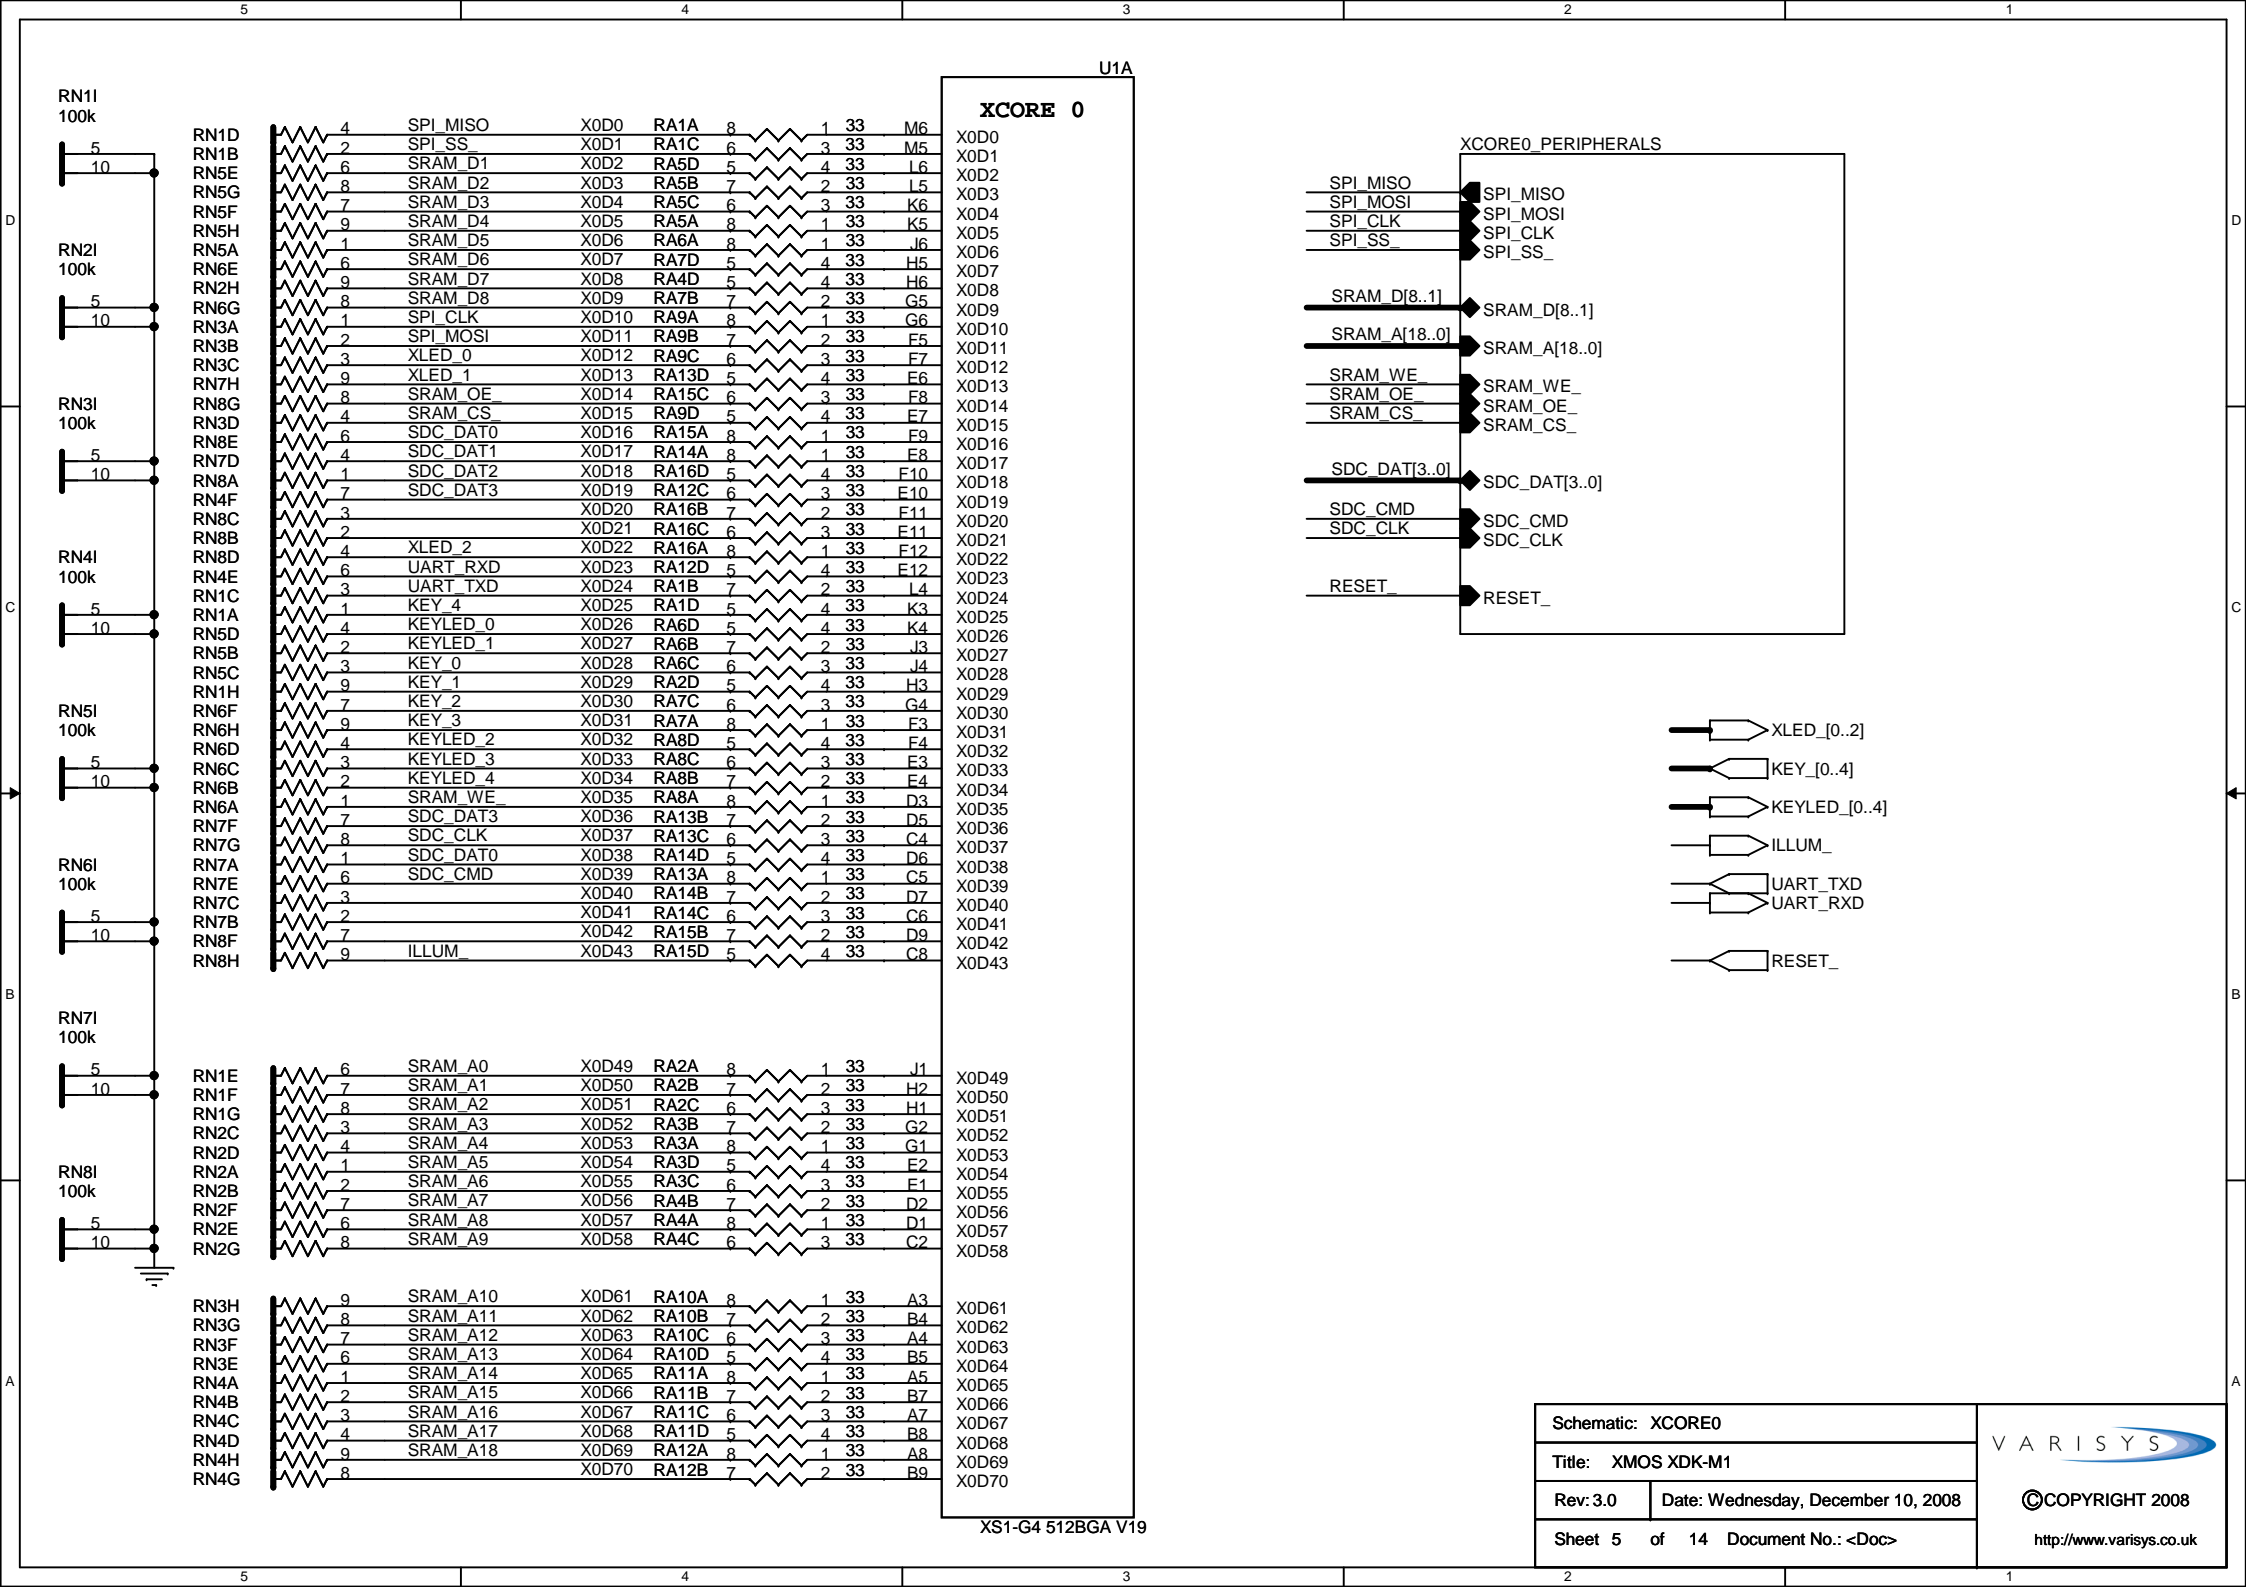 5 4 3 2 1
U1A
XCORE 0
RN1I
100k
5
10
RN2I
100k
5
10
RN3I
100k
5
10
RN4I
100k
5
10
RN5I
100k
5
10
RN6I
100k
5
10
RN7I
100k
5
10
RN8I
100k
5
10
RN1D 4 SPI_MISO X0D0 RA1A 8 1 33 M6 X0D0
RN1B 2 SPI_SS_ X0D1 RA1C 6 3 33 M5 X0D1
RN5E 6 SRAM_D1 X0D2 RA5D 5 4 33 L6 X0D2
RN5G 8 SRAM_D2 X0D3 RA5B 7 2 33 L5 X0D3
RN5F 7 SRAM_D3 X0D4 RA5C 6 3 33 K6 X0D4
RN5H 9 SRAM_D4 X0D5 RA5A 8 1 33 K5 X0D5
RN5A 1 SRAM_D5 X0D6 RA6A 8 1 33 J6 X0D6
RN6E 6 SRAM_D6 X0D7 RA7D 5 4 33 H5 X0D7
RN2H 9 SRAM_D7 X0D8 RA4D 5 4 33 H6 X0D8
RN6G 8 SRAM_D8 X0D9 RA7B 7 2 33 G5 X0D9
RN3A 1 SPI_CLK X0D10 RA9A 8 1 33 G6 X0D10
RN3B 2 SPI_MOSI X0D11 RA9B 7 2 33 F5 X0D11
RN3C 3 XLED_0 X0D12 RA9C 6 3 33 F7 X0D12
RN7H 9 XLED_1 X0D13 RA13D 5 4 33 E6 X0D13
RN8G 8 SRAM_OE_ X0D14 RA15C 6 3 33 F8 X0D14
RN3D 4 SRAM_CS_ X0D15 RA9D 5 4 33 E7 X0D15
RN8E 6 SDC_DAT0 X0D16 RA15A 8 1 33 F9 X0D16
RN7D 4 SDC_DAT1 X0D17 RA14A 8 1 33 E8 X0D17
RN8A 1 SDC_DAT2 X0D18 RA16D 5 4 33 F10 X0D18
RN4F 7 SDC_DAT3 X0D19 RA12C 6 3 33 E10 X0D19
RN8C 3 X0D20 RA16B 7 2 33 F11 X0D20
RN8B 2 X0D21 RA16C 6 3 33 E11 X0D21
RN8D 4 XLED_2 X0D22 RA16A 8 1 33 F12 X0D22
RN4E 6 UART_RXD X0D23 RA12D 5 4 33 E12 X0D23
RN1C 3 UART_TXD X0D24 RA1B 7 2 33 L4 X0D24
RN1A 1 KEY_4 X0D25 RA1D 5 4 33 K3 X0D25
RN5D 4 KEYLED_0 X0D26 RA6D 5 4 33 K4 X0D26
RN5B 2 KEYLED_1 X0D27 RA6B 7 2 33 J3 X0D27
RN5C 3 KEY_0 X0D28 RA6C 6 3 33 J4 X0D28
RN1H 9 KEY_1 X0D29 RA2D 5 4 33 H3 X0D29
RN6F 7 KEY_2 X0D30 RA7C 6 3 33 G4 X0D30
RN6H 9 KEY_3 X0D31 RA7A 8 1 33 F3 X0D31
RN6D 4 KEYLED_2 X0D32 RA8D 5 4 33 F4 X0D32
RN6C 3 KEYLED_3 X0D33 RA8C 6 3 33 E3 X0D33
RN6B 2 KEYLED_4 X0D34 RA8B 7 2 33 E4 X0D34
RN6A 1 SRAM_WE_ X0D35 RA8A 8 1 33 D3 X0D35
RN7F 7 SDC_DAT3 X0D36 RA13B 7 2 33 D5 X0D36
RN7G 8 SDC_CLK X0D37 RA13C 6 3 33 C4 X0D37
RN7A 1 SDC_DAT0 X0D38 RA14D 5 4 33 D6 X0D38
RN7E 6 SDC_CMD X0D39 RA13A 8 1 33 C5 X0D39
RN7C 3 X0D40 RA14B 7 2 33 D7 X0D40
RN7B 2 X0D41 RA14C 6 3 33 C6 X0D41
RN8F 7 X0D42 RA15B 7 2 33 D9 X0D42
RN8H 9 ILLUM_ X0D43 RA15D 5 4 33 C8 X0D43
RN1E 6 SRAM_A0 X0D49 RA2A 8 1 33 J1 X0D49
RN1F 7 SRAM_A1 X0D50 RA2B 7 2 33 H2 X0D50
RN1G 8 SRAM_A2 X0D51 RA2C 6 3 33 H1 X0D51
RN2C 3 SRAM_A3 X0D52 RA3B 7 2 33 G2 X0D52
RN2D 4 SRAM_A4 X0D53 RA3A 8 1 33 G1 X0D53
RN2A 1 SRAM_A5 X0D54 RA3D 5 4 33 E2 X0D54
RN2B 2 SRAM_A6 X0D55 RA3C 6 3 33 E1 X0D55
RN2F 7 SRAM_A7 X0D56 RA4B 7 2 33 D2 X0D56
RN2E 6 SRAM_A8 X0D57 RA4A 8 1 33 D1 X0D57
RN2G 8 SRAM_A9 X0D58 RA4C 6 3 33 C2 X0D58
RN3H 9 SRAM_A10 X0D61 RA10A 8 1 33 A3 X0D61
RN3G 8 SRAM_A11 X0D62 RA10B 7 2 33 B4 X0D62
RN3F 7 SRAM_A12 X0D63 RA10C 6 3 33 A4 X0D63
RN3E 6 SRAM_A13 X0D64 RA10D 5 4 33 B5 X0D64
RN4A 1 SRAM_A14 X0D65 RA11A 8 1 33 A5 X0D65
RN4B 2 SRAM_A15 X0D66 RA11B 7 2 33 B7 X0D66
RN4C 3 SRAM_A16 X0D67 RA11C 6 3 33 A7 X0D67
RN4D 4 SRAM_A17 X0D68 RA11D 5 4 33 B8 X0D68
RN4H 9 SRAM_A18 X0D69 RA12A 8 1 33 A8 X0D69
RN4G 8 X0D70 RA12B 7 2 33 B9 X0D70
XS1-G4 512BGA V19
XCORE0_PERIPHERALS
SPI_MISO SPI_MISO
SPI_MOSI SPI_MOSI
SPI_CLK SPI_CLK
SPI_SS_ SPI_SS_
SRAM_D[8..1] SRAM_D[8..1]
SRAM_A[18..0] SRAM_A[18..0]
SRAM_WE_ SRAM_WE_
SRAM_OE_ SRAM_OE_
SRAM_CS_ SRAM_CS_
SDC_DAT[3..0] SDC_DAT[3..0]
SDC_CMD SDC_CMD
SDC_CLK SDC_CLK
RESET_ RESET_
XLED_[0..2]
KEY_[0..4]
KEYLED_[0..4]
ILLUM_
UART_TXD
UART_RXD
RESET_
D D
C C
B B
A A
Schematic: XCORE0
Title: XMOS XDK-M1
Rev: 3.0 Date: Wednesday, December 10, 2008
Sheet 5 of 14 Document No.: <Doc>
VARISYS
©COPYRIGHT 2008
http://www.varisys.co.uk
5 4 3 2 1